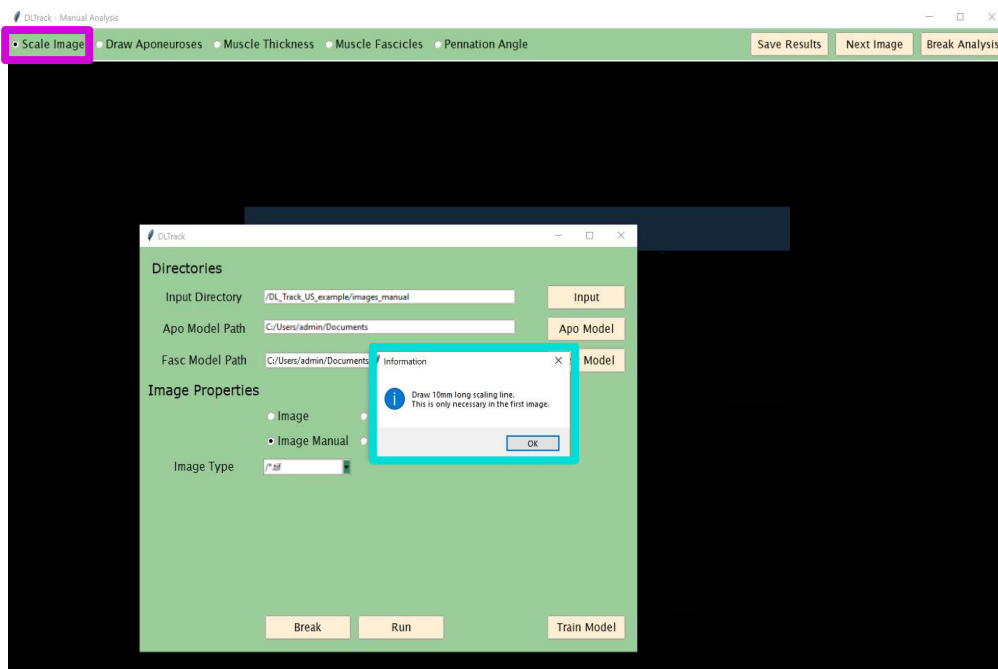 DLTrack - Manual Analysis
Scale Image Draw Aponeuroses Muscle Thickness Muscle Fascicles Pennation Angle Save Results Next Image Break Analysis
DLTrack
Directories
Input Directory /DL_Track_US_example/images_manual Input
Apo Model Path C:/Users/admin/Documents Apo Model
Fasc Model Path C:/Users/admin/Documents Model
Information
Draw 10mm long scaling line.
This is only necessary in the first image.
OK
Image Properties
Image
Image Manual
Image Type /*.tif
Break Run Train Model